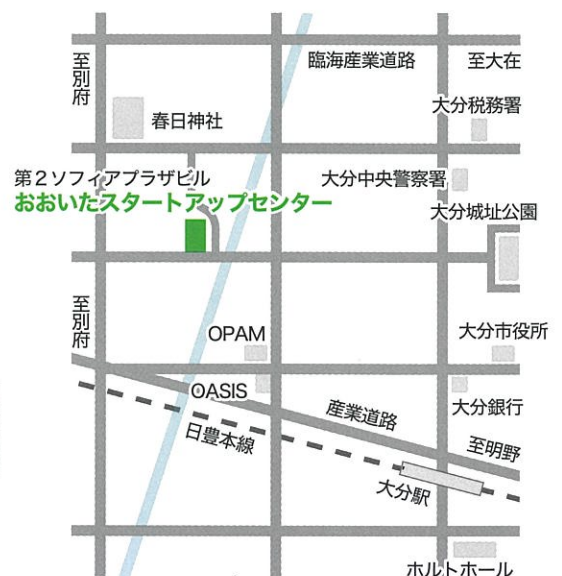 臨海産業道路
至大在
至別府
大分税務署
春日神社
第2ソフィアプラザビル
おおいたスタートアップセンター
大分中央警察署
大分城址公園
至別府
OPAM
大分市役所
OASIS
産業道路
大分銀行
日豊本線
至明野
大分駅
ホルトホール